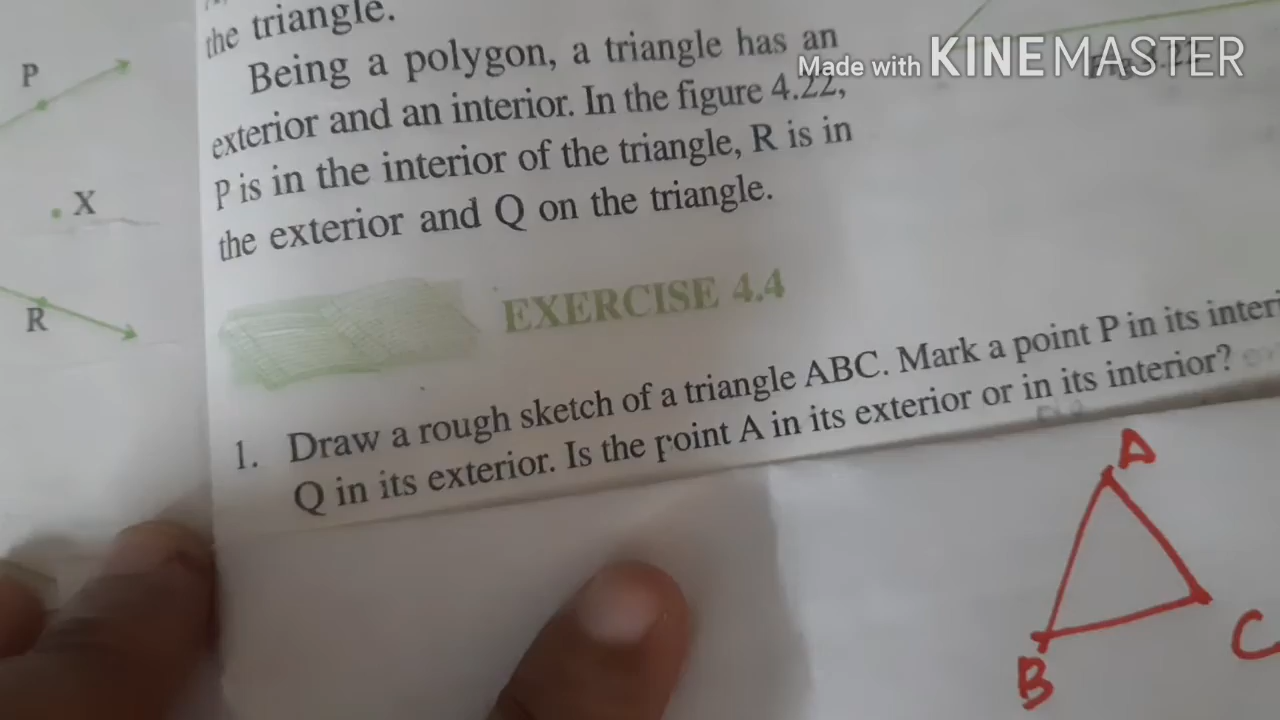 the triangle.
Being a polygon, a triangle has an
exterior and an interior. In the figure 4.22,
P is in the interior of the triangle, R is in
the exterior and Q on the triangle.
P
X
R
Made with KINEMASTER
EXERCISE 4.4
1. Draw a rough sketch of a triangle ABC. Mark a point P in its interi
Q in its exterior. Is the point A in its exterior or in its interior?
A
B
C